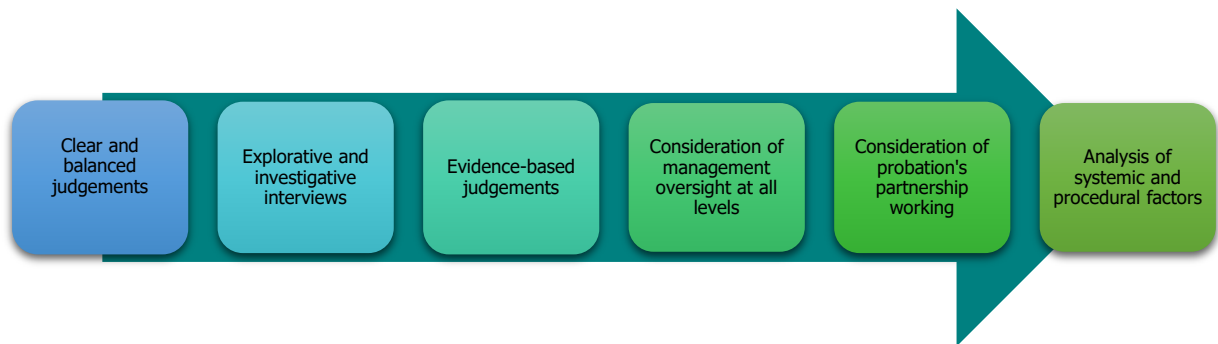 Clear and
balanced
judgements
Explorative and
investigative
interviews
Evidence-based
judgements
Consideration of
management
oversight at all
levels
Consideration of
probation's
partnership
working
Analysis of
systemic and
procedural factors